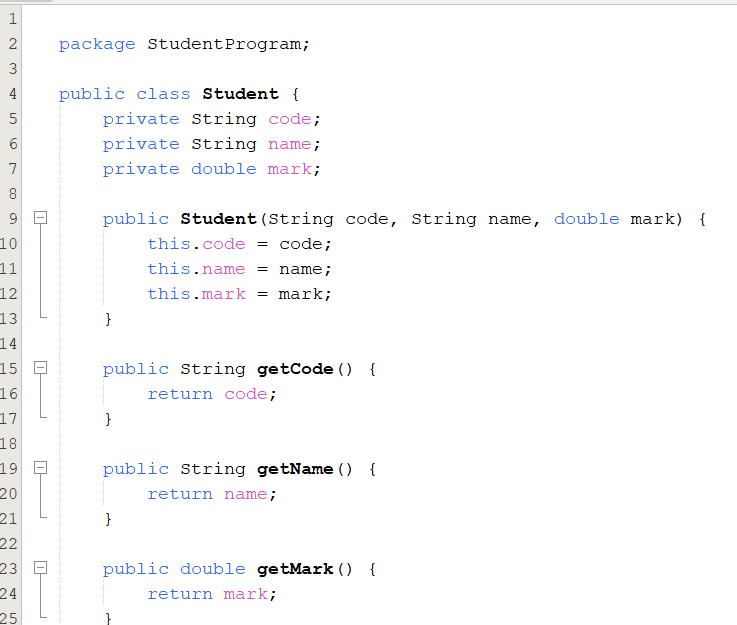 1
2 package StudentProgram;
3
4 public class Student {
5 private String code;
6 private String name;
7 private double mark;
8
9 public Student(String code, String name, double mark) {
10 this.code = code;
11 this.name = name;
12 this.mark = mark;
13 }
14
15 public String getCode() {
16 return code;
17 }
18
19 public String getName() {
20 return name;
21 }
22
23 public double getMark() {
24 return mark;
25 }